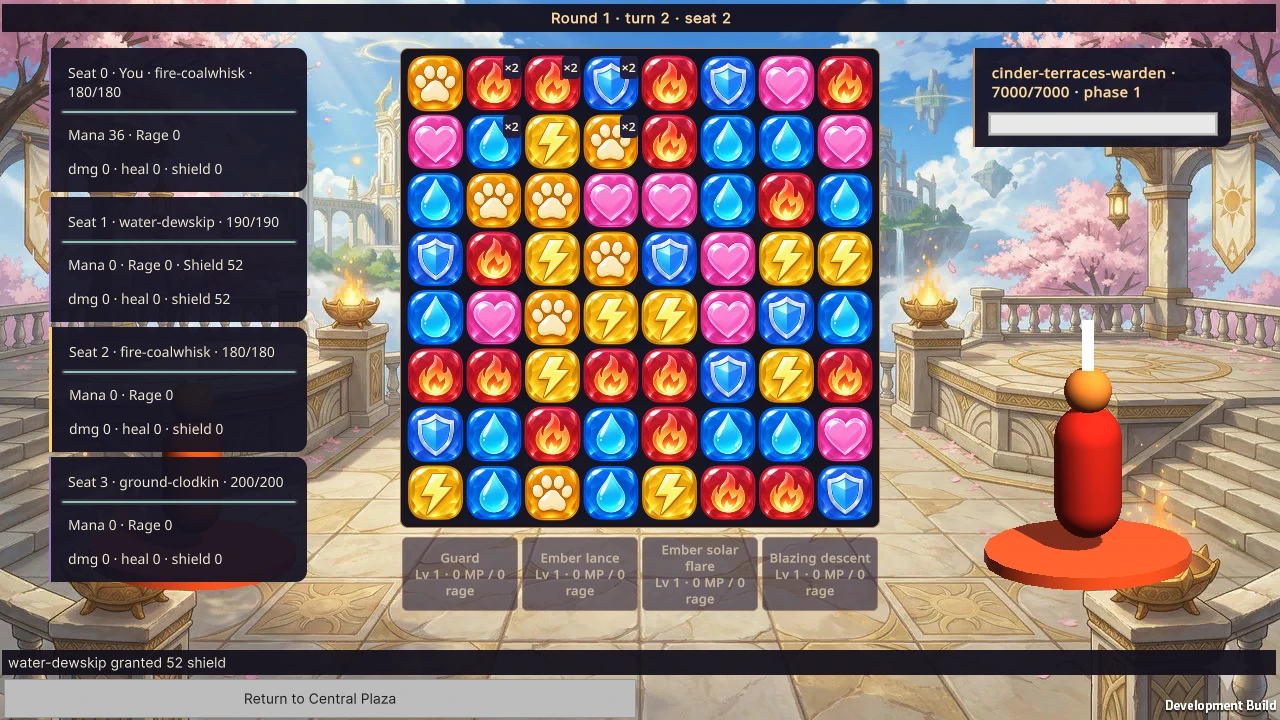 Round 1 · turn 2 · seat 2
Seat 0 · You · fire-coalwhisk ·
180/180
Mana 36 · Rage 0
dmg 0 · heal 0 · shield 0
Seat 1 · water-dewskip · 190/190
Mana 0 · Rage 0 · Shield 52
dmg 0 · heal 0 · shield 52
Seat 2 · fire-coalwhisk · 180/180
Mana 0 · Rage 0
dmg 0 · heal 0 · shield 0
Seat 3 · ground-clodkin · 200/200
Mana 0 · Rage 0
dmg 0 · heal 0 · shield 0
×2 ×2 ×2
×2 ×2
cinder-terraces-warden ·
7000/7000 · phase 1
Guard
Lv 1 · 0 MP / 0
rage
Ember lance
Lv 1 · 0 MP / 0
rage
Ember solar
flare
Lv 1 · 0 MP / 0
rage
Blazing descent
Lv 1 · 0 MP / 0
rage
water-dewskip granted 52 shield
Return to Central Plaza
Development Build